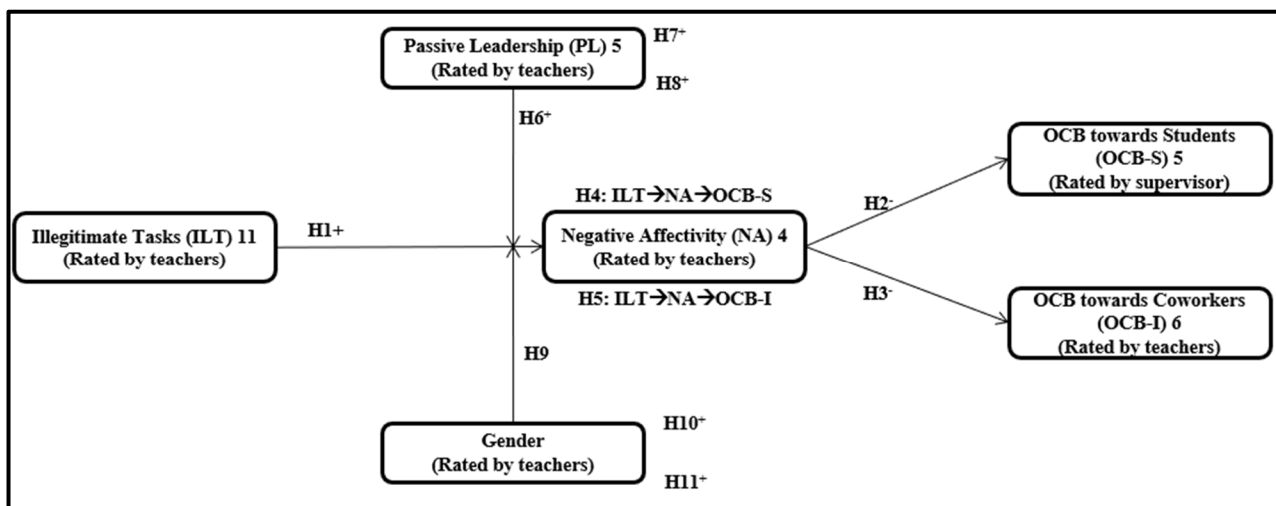 Passive Leadership (PL) 5
(Rated by teachers)
H7⁺
H8⁺
H6⁺
OCB towards Students
(OCB-S) 5
(Rated by supervisor)
H4: ILT→NA→OCB-S
H2⁻
Illegitimate Tasks (ILT) 11
(Rated by teachers)
H1+
Negative Affectivity (NA) 4
(Rated by teachers)
H5: ILT→NA→OCB-I
H3⁻
OCB towards Coworkers
(OCB-I) 6
(Rated by teachers)
H9
Gender
(Rated by teachers)
H10⁺
H11⁺